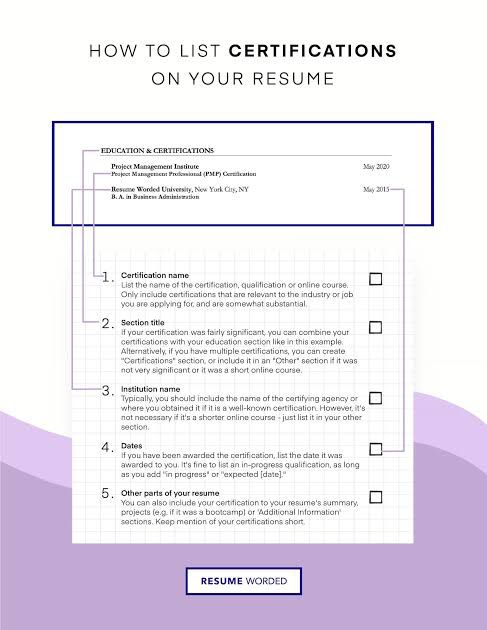 HOW TO LIST CERTIFICATIONS
ON YOUR RESUME
EDUCATION & CERTIFICATIONS
Project Management Institute May 2020
Project Management Professional (PMP) Certification
Resume Worded University, New York City, NY May 2015
B. A. in Business Administration
1. Certification name
List the name of the certification, qualification or online course.
Only include certifications that are relevant to the industry or job
you are applying for, and are somewhat substantial.
2. Section title
If your certification was fairly significant, you can combine your
certifications with your education section like in this example.
Alternatively, if you have multiple certifications, you can create
"Certifications" section, or include it in an "Other" section if it was
not very significant or it was a short online course.
3. Institution name
Typically, you should include the name of the certifying agency or
where you obtained it if it is a well-known certification. However, it's
not necessary if it's a shorter online course - just list it in your other
section.
4. Dates
If you have been awarded the certification, list the date it was
awarded to you. It's fine to list an in-progress qualification, as long
as you add "in progress" or "expected [date]."
5. Other parts of your resume
You can also include your certification to your resume's summary,
projects (e.g. if it was a bootcamp) or 'Additional Information'
sections. Keep mention of your certifications short.
RESUME WORDED